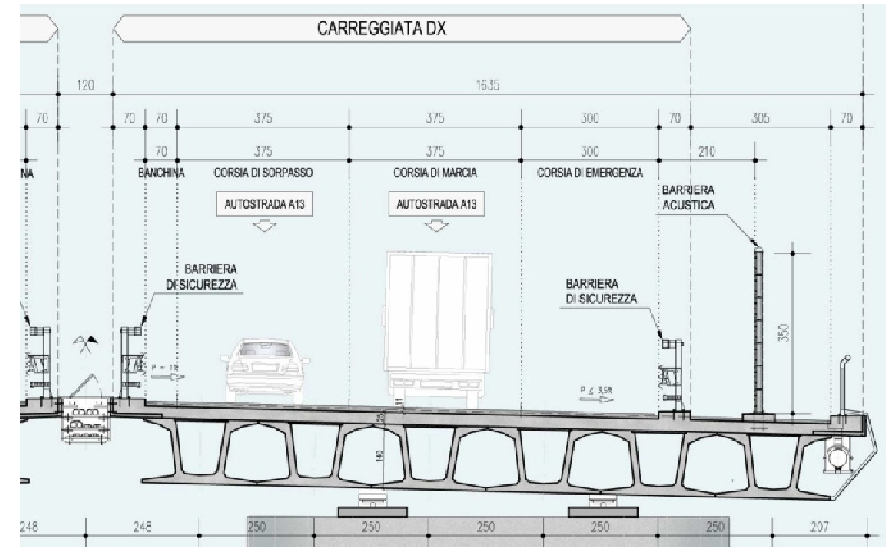 CARREGGIATA DX
120
1635
70
70
70
375
375
300
70
305
70
70
375
375
300
210
NA
BANCHINA
CORSIA DI SORPASSO
CORSIA DI MARCIA
CORSIA DI EMERGENZA
BARRIERA
ACUSTICA
AUTOSTRADA A13
AUTOSTRADA A13
BARRIERA
DI SICUREZZA
BARRIERA
DI SICUREZZA
350
140
248
248
250
250
250
250
250
207